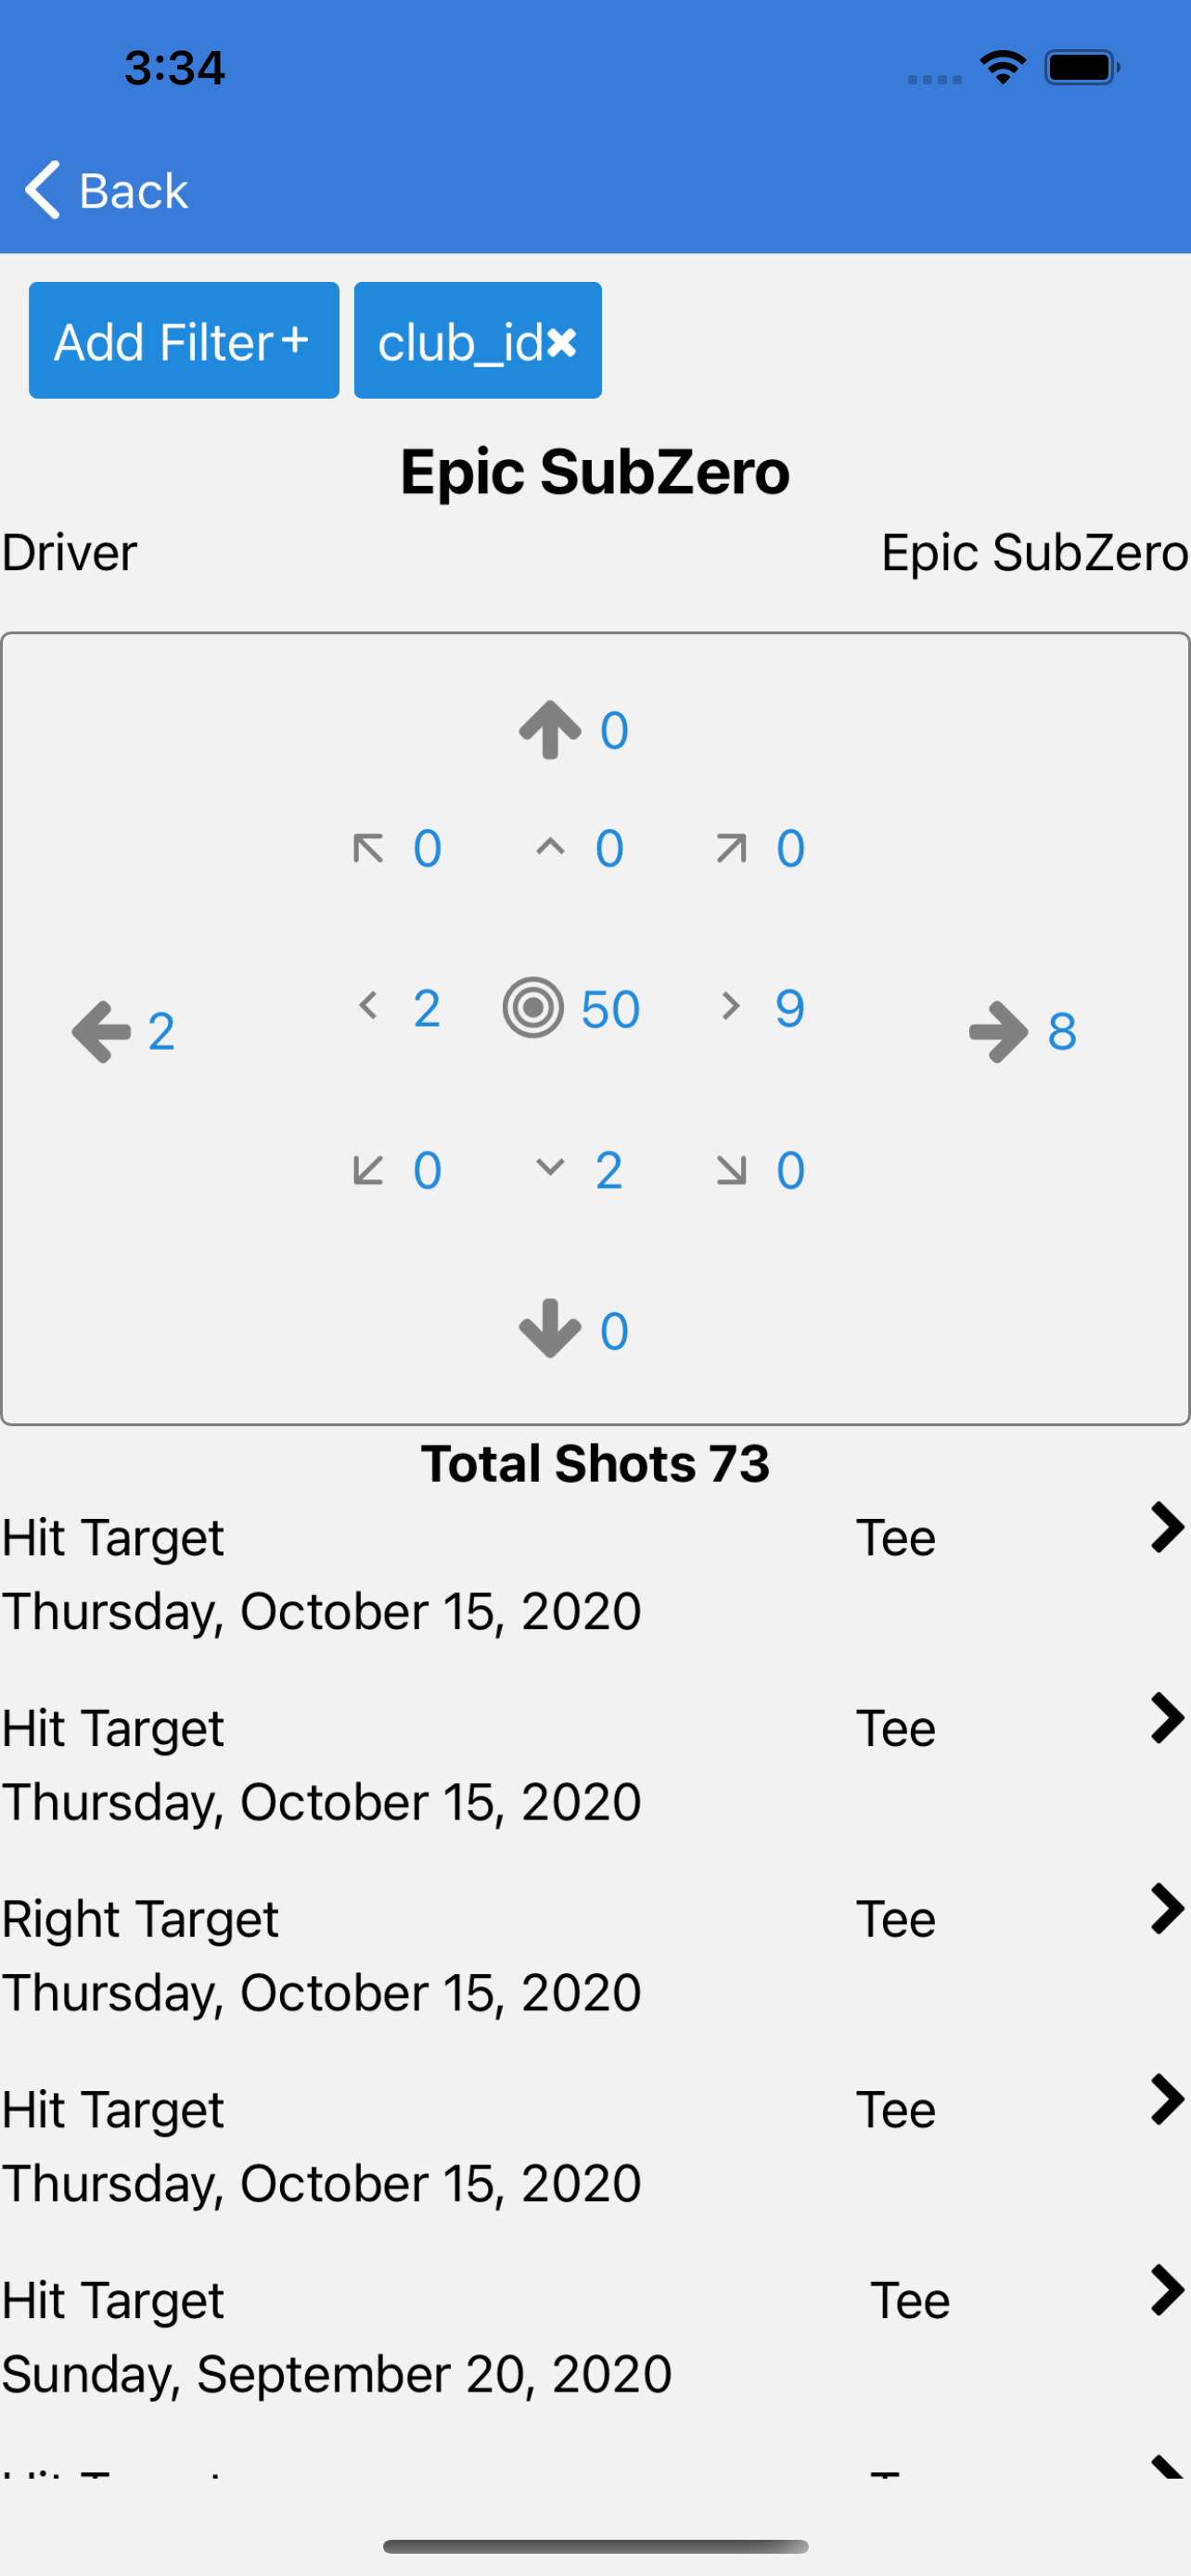 3:34
Back
Add Filter+ club_id✖
Epic SubZero
Driver Epic SubZero
0
0 0 0
2 2 50 9 8
0 2 0
0
Total Shots 73
Hit Target Tee
Thursday, October 15, 2020
Hit Target Tee
Thursday, October 15, 2020
Right Target Tee
Thursday, October 15, 2020
Hit Target Tee
Thursday, October 15, 2020
Hit Target Tee
Sunday, September 20, 2020